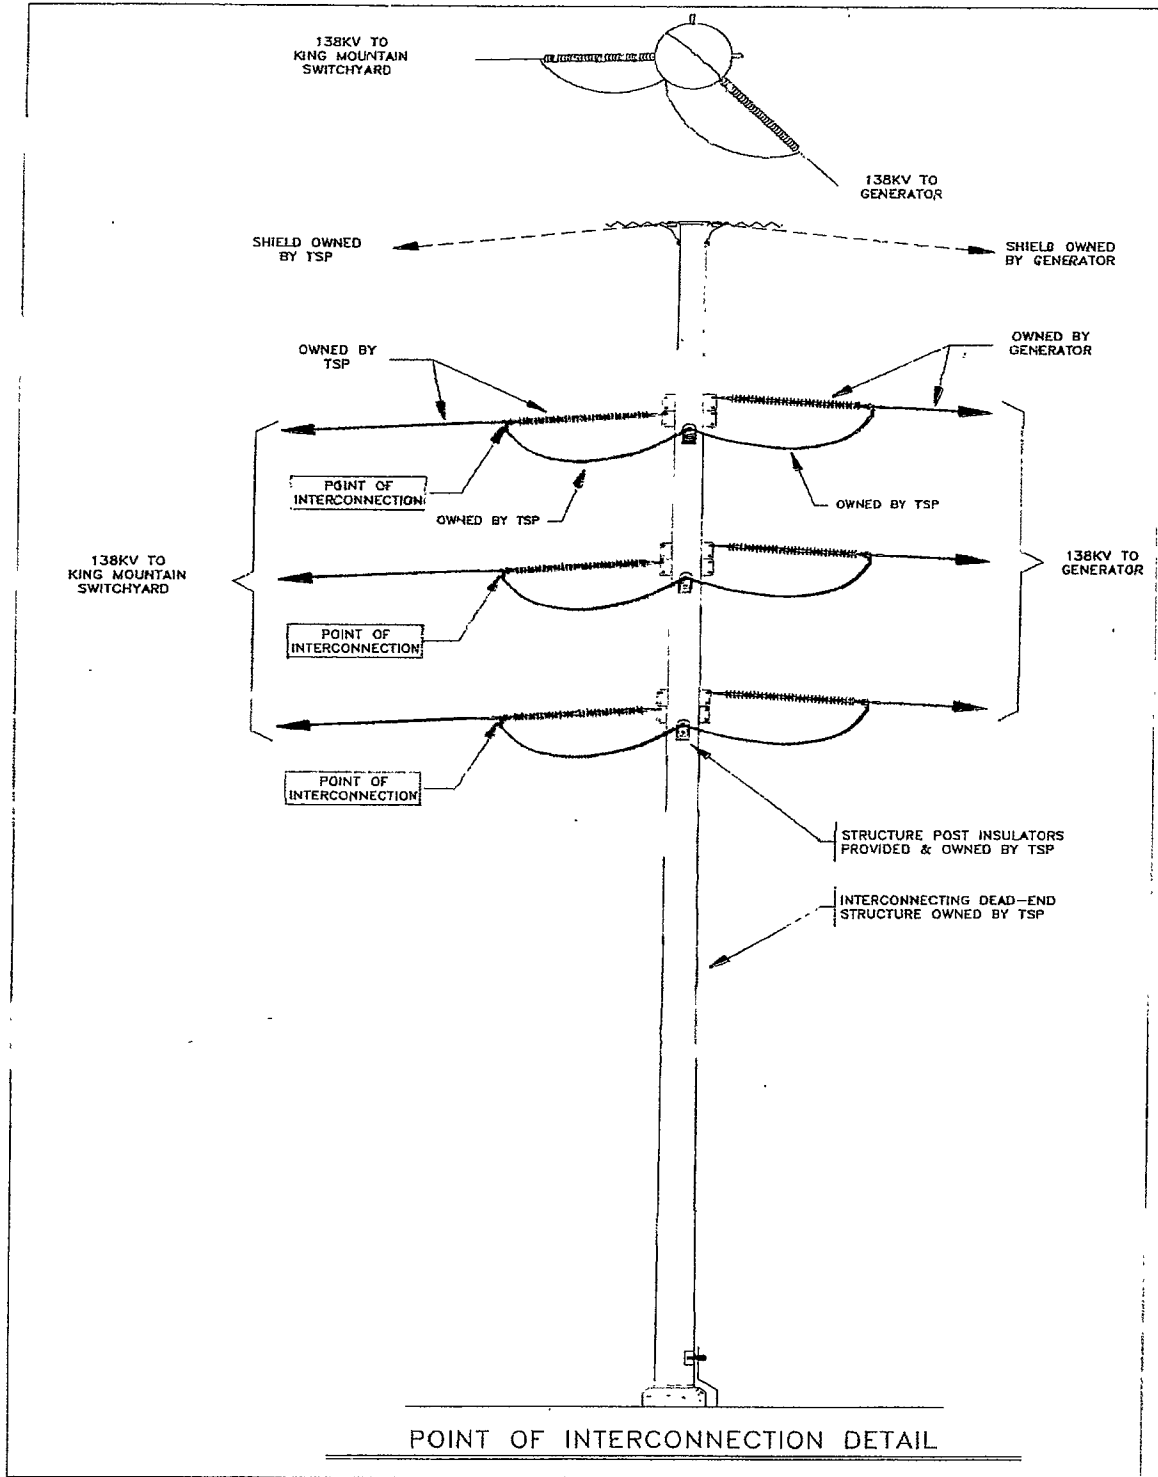 138KV TO
KING MOUNTAIN
SWITCHYARD
138KV TO
GENERATOR
SHIELD OWNED
BY TSP
SHIELD OWNED
BY GENERATOR
OWNED BY
TSP
OWNED BY
GENERATOR
POINT OF
INTERCONNECTION
OWNED BY TSP
OWNED BY TSP
138KV TO
KING MOUNTAIN
SWITCHYARD
138KV TO
GENERATOR
POINT OF
INTERCONNECTION
POINT OF
INTERCONNECTION
STRUCTURE POST INSULATORS
PROVIDED & OWNED BY TSP
INTERCONNECTING DEAD-END
STRUCTURE OWNED BY TSP
POINT OF INTERCONNECTION DETAIL